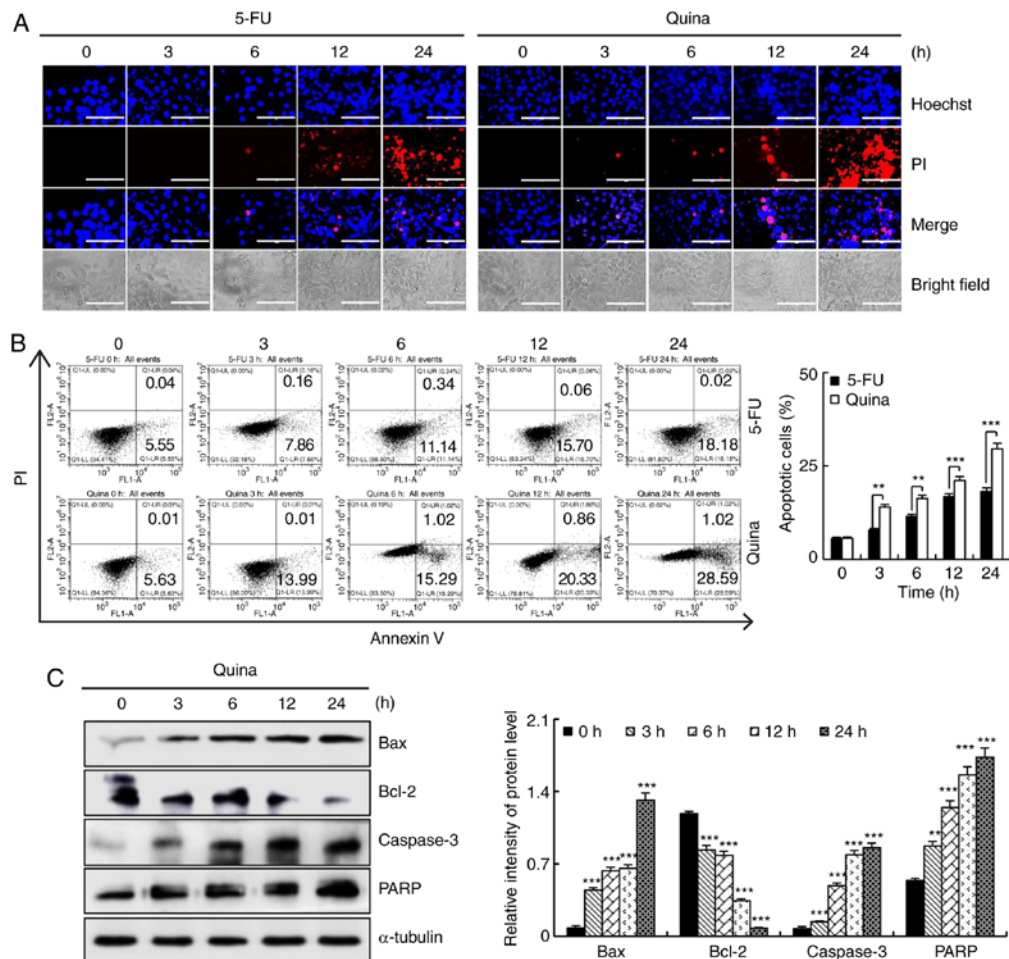 A
5-FU
Quina
0 3 6 12 24
0 3 6 12 24 (h)
Hoechst
PI
Merge
Bright field
B
0 3 6 12 24
5-FU 0 h: All events
5-FU 3 h: All events
5-FU 6 h: All events
5-FU 12 h: All events
5-FU 24 h: All events
0.04 0.16 0.34 0.06 0.02
5.55 7.86 11.14 15.70 18.18
5-FU
FL2-A
FL1-A
Quina 0 h: All events
Quina 3 h: All events
Quina 6 h: All events
Quina 12 h: All events
Quina 24 h: All events
0.01 0.01 1.02 0.86 1.02
5.63 13.99 15.29 20.33 28.59
Quina
FL2-A
FL1-A
PI
Annexin V
5-FU
Quina
Apoptotic cells (%)
50
25
0
** ** *** ***
0 3 6 12 24
Time (h)
C
Quina
0 3 6 12 24 (h)
Bax
Bcl-2
Caspase-3
PARP
α-tubulin
Relative intensity of protein level
2.1
1.4
0.7
0
0 h 3 h 6 h 12 h 24 h
*** *** *** ***
*** *** *** ***
*** *** *** ***
** *** *** ***
Bax Bcl-2 Caspase-3 PARP